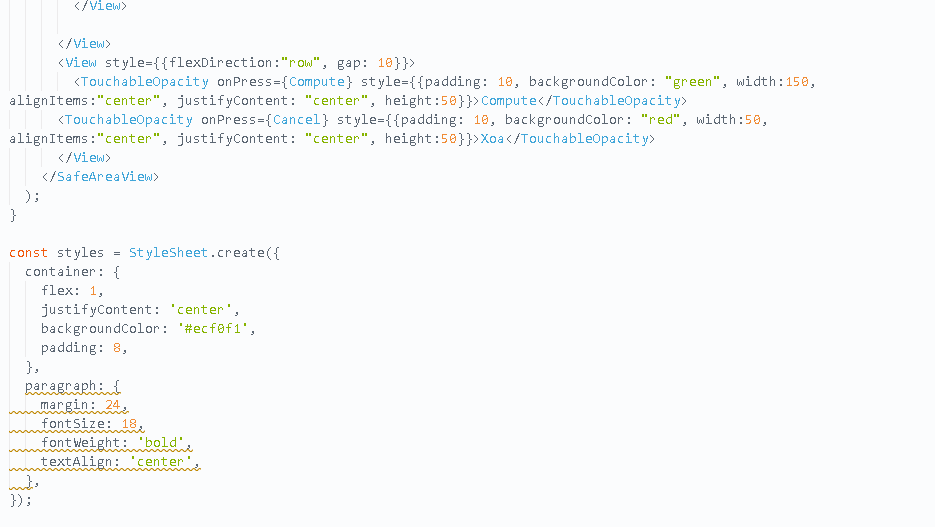 </View>
</View>
<View style={{flexDirection:"row", gap: 10}}>
<TouchableOpacity onPress={Compute} style={{padding: 10, backgroundColor: "green", width:150,
alignItems:"center", justifyContent: "center", height:50}}>Compute</TouchableOpacity>
<TouchableOpacity onPress={Cancel} style={{padding: 10, backgroundColor: "red", width:50,
alignItems:"center", justifyContent: "center", height:50}}>Xoa</TouchableOpacity>
</View>
</SafeAreaView>
);
}
const styles = StyleSheet.create({
container: {
flex: 1,
justifyContent: 'center',
backgroundColor: '#ecf0f1',
padding: 8,
},
paragraph: {
margin: 24,
fontSize: 18,
fontWeight: 'bold',
textAlign: 'center',
},
});